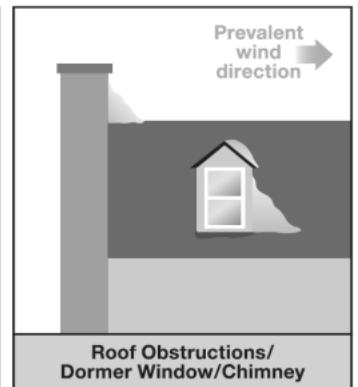 Prevalent
wind
direction
Roof Obstructions/
Dormer Window/Chimney